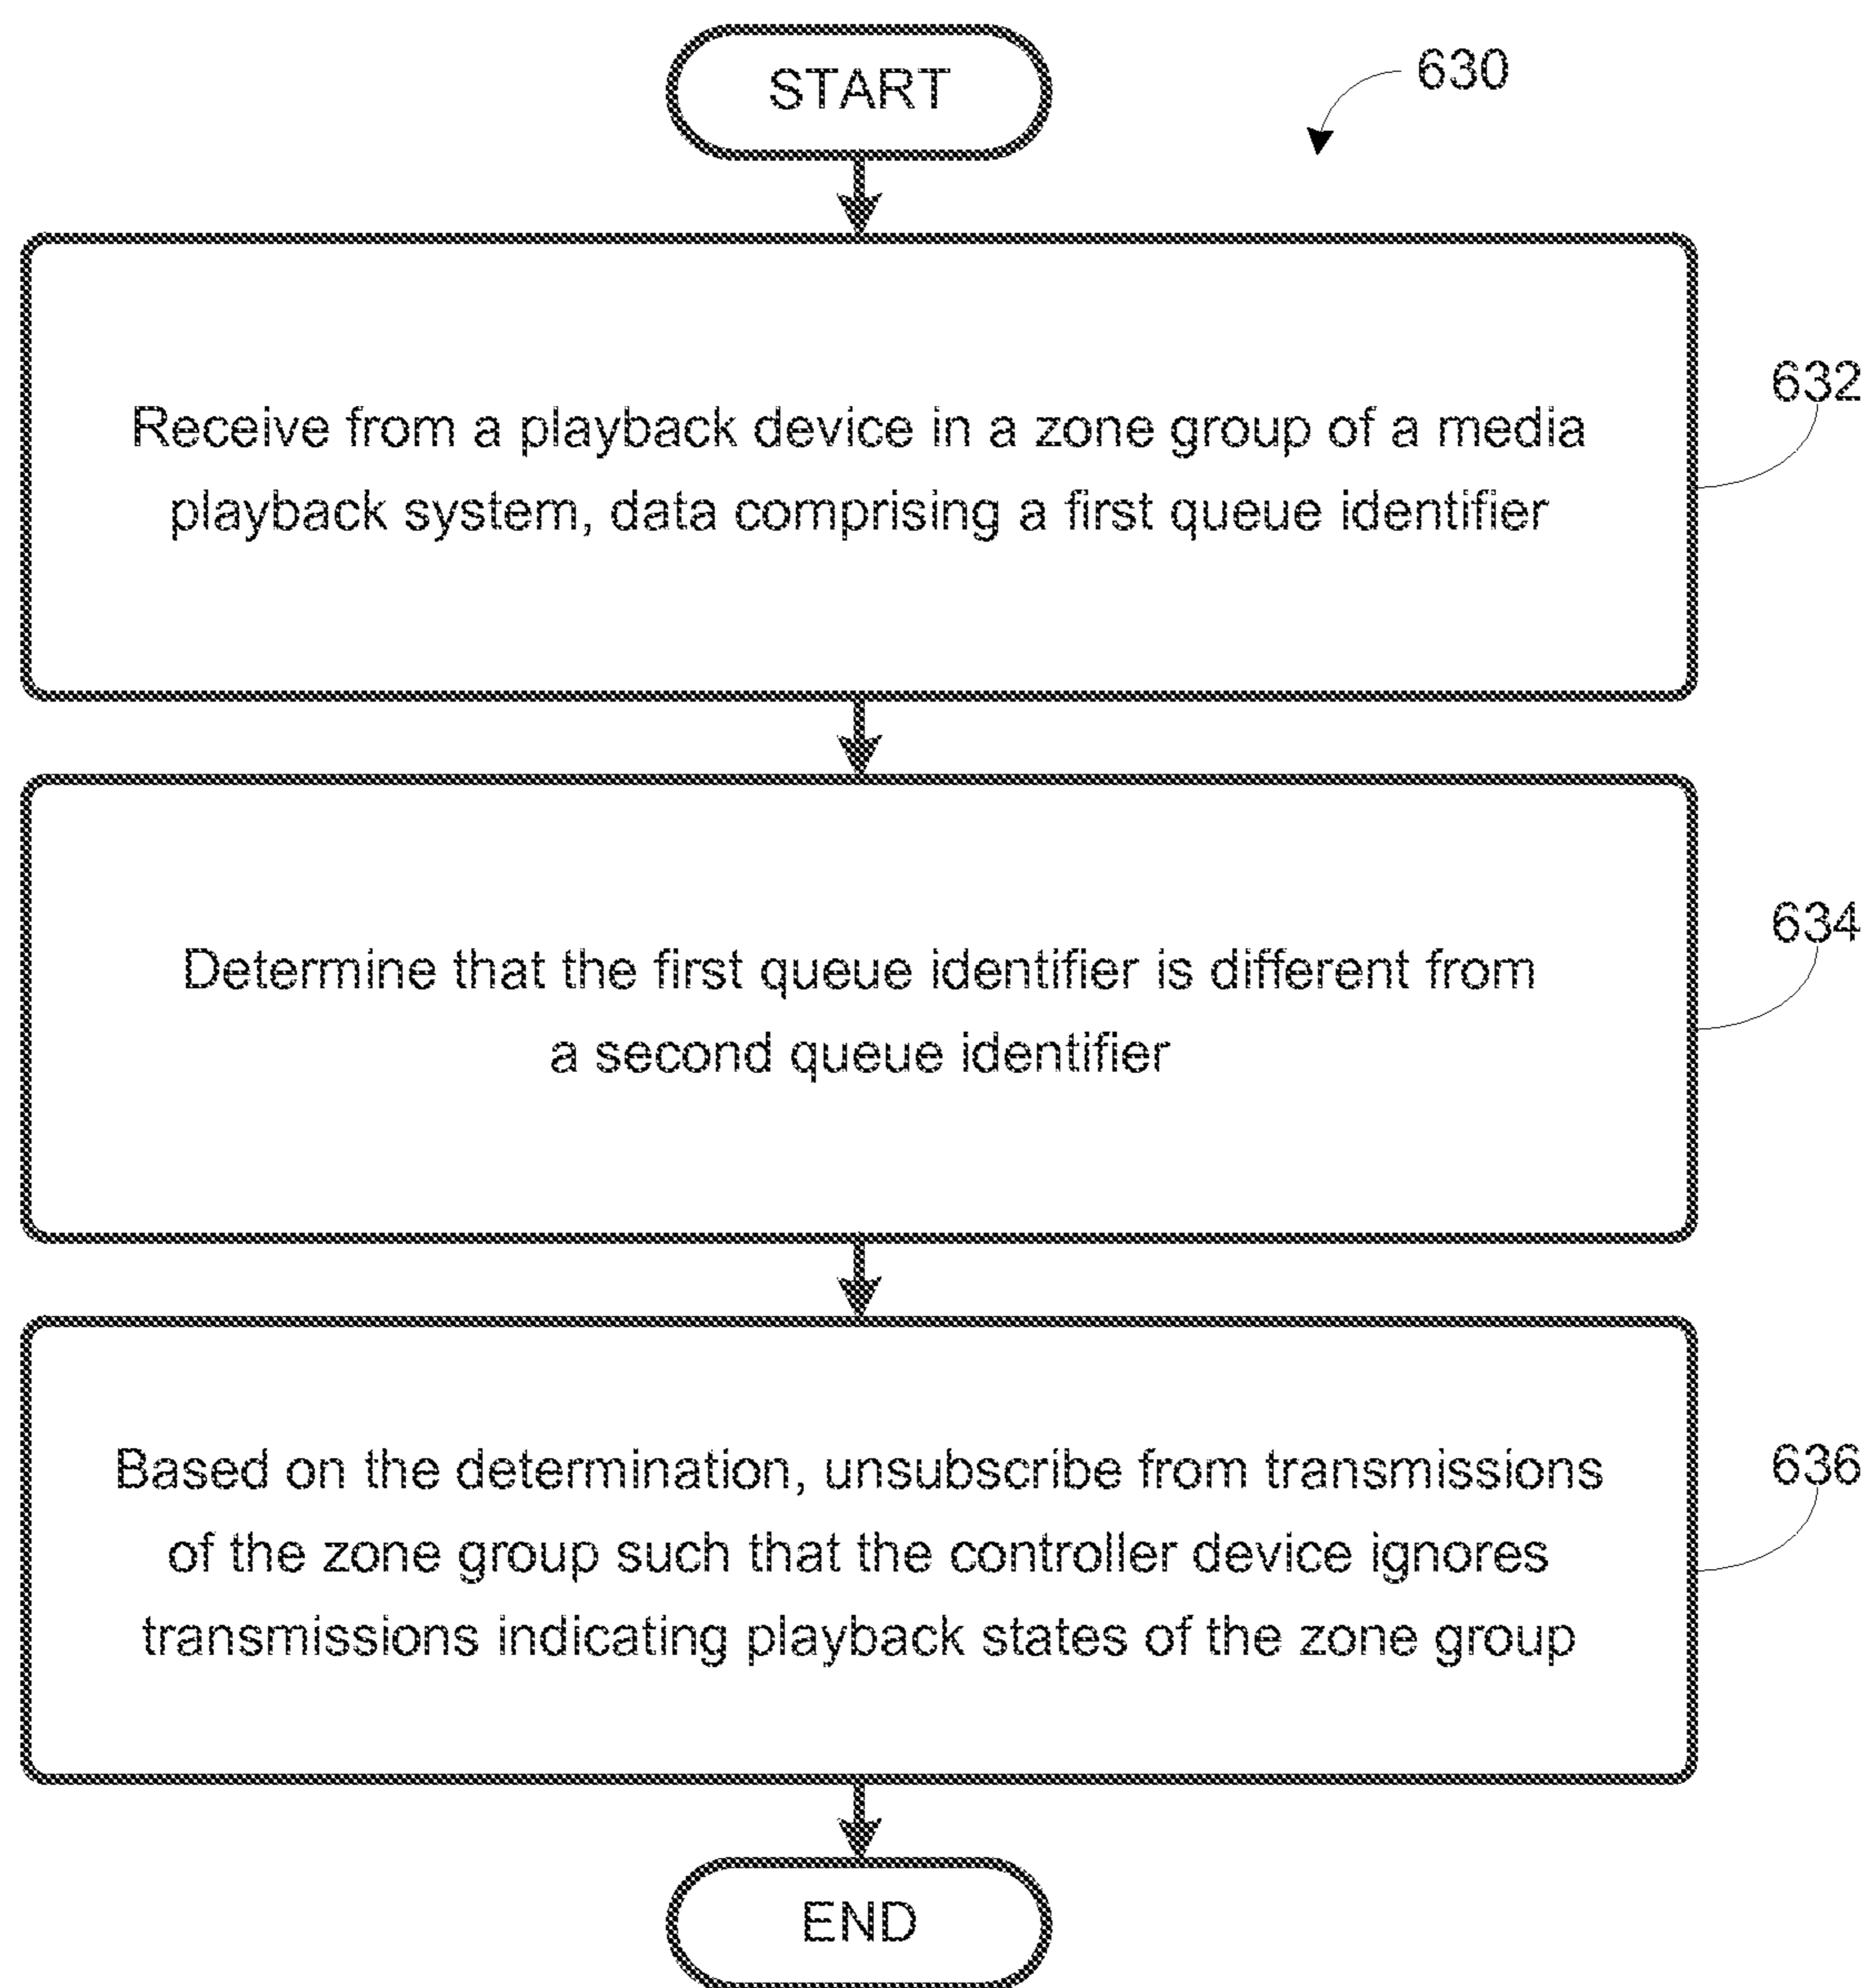 START
630
Receive from a playback device in a zone group of a media
playback system, data comprising a first queue identifier
632
Determine that the first queue identifier is different from
a second queue identifier
634
Based on the determination, unsubscribe from transmissions
of the zone group such that the controller device ignores
transmissions indicating playback states of the zone group
636
END